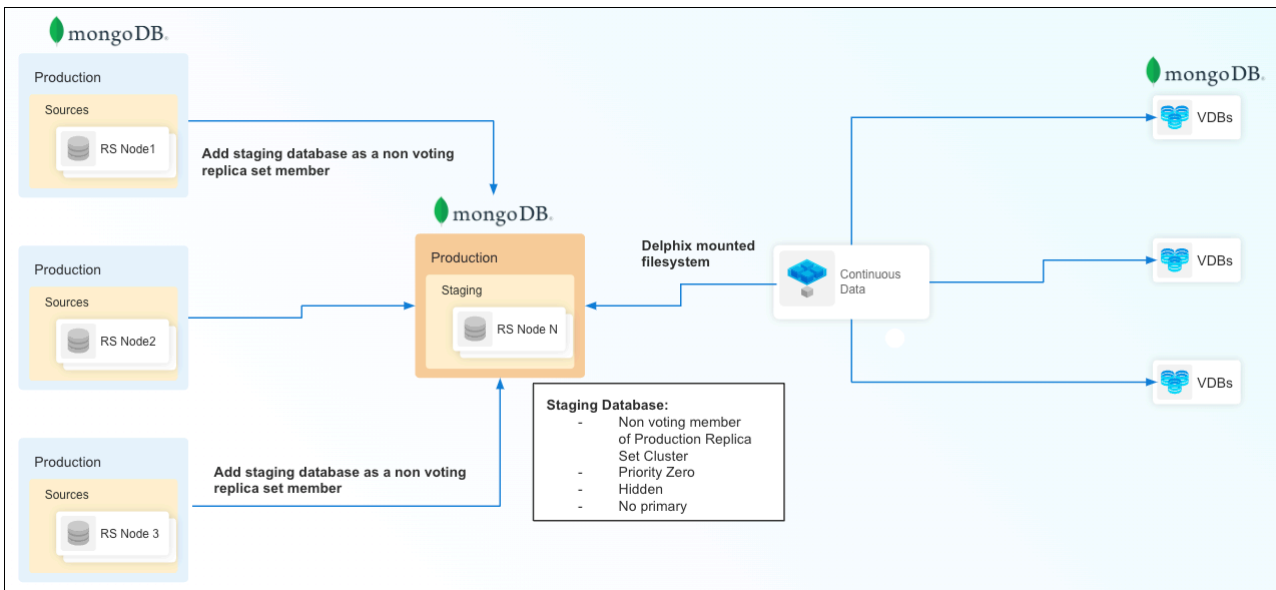 mongoDB.
Production
Sources
RS Node1
Add staging database as a non voting
replica set member
Production
Sources
RS Node2
Production
Sources
RS Node 3
Add staging database as a non voting
replica set member
mongoDB.
Production
Staging
RS Node N
Staging Database:
- Non voting member
of Production Replica
Set Cluster
- Priority Zero
- Hidden
- No primary
Delphix mounted
filesystem
Continuous
Data
mongoDB.
VDBs
VDBs
VDBs